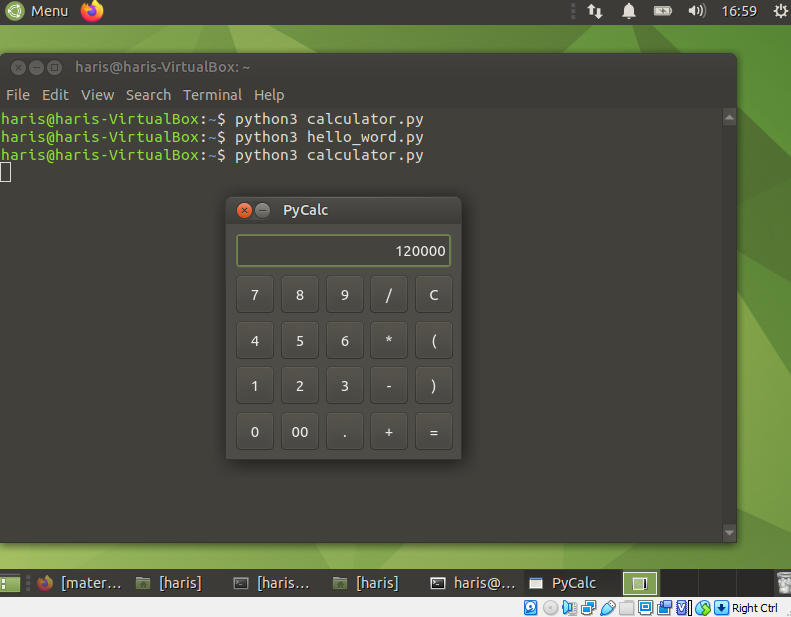 Menu 16:59
haris@haris-VirtualBox: ~
File Edit View Search Terminal Help
haris@haris-VirtualBox:~$ python3 calculator.py
haris@haris-VirtualBox:~$ python3 hello_word.py
haris@haris-VirtualBox:~$ python3 calculator.py
PyCalc
120000
7 8 9 / C
4 5 6 * (
1 2 3 - )
0 00 . + =
[mater... [haris] [haris... [haris] haris@... PyCalc
Right Ctrl